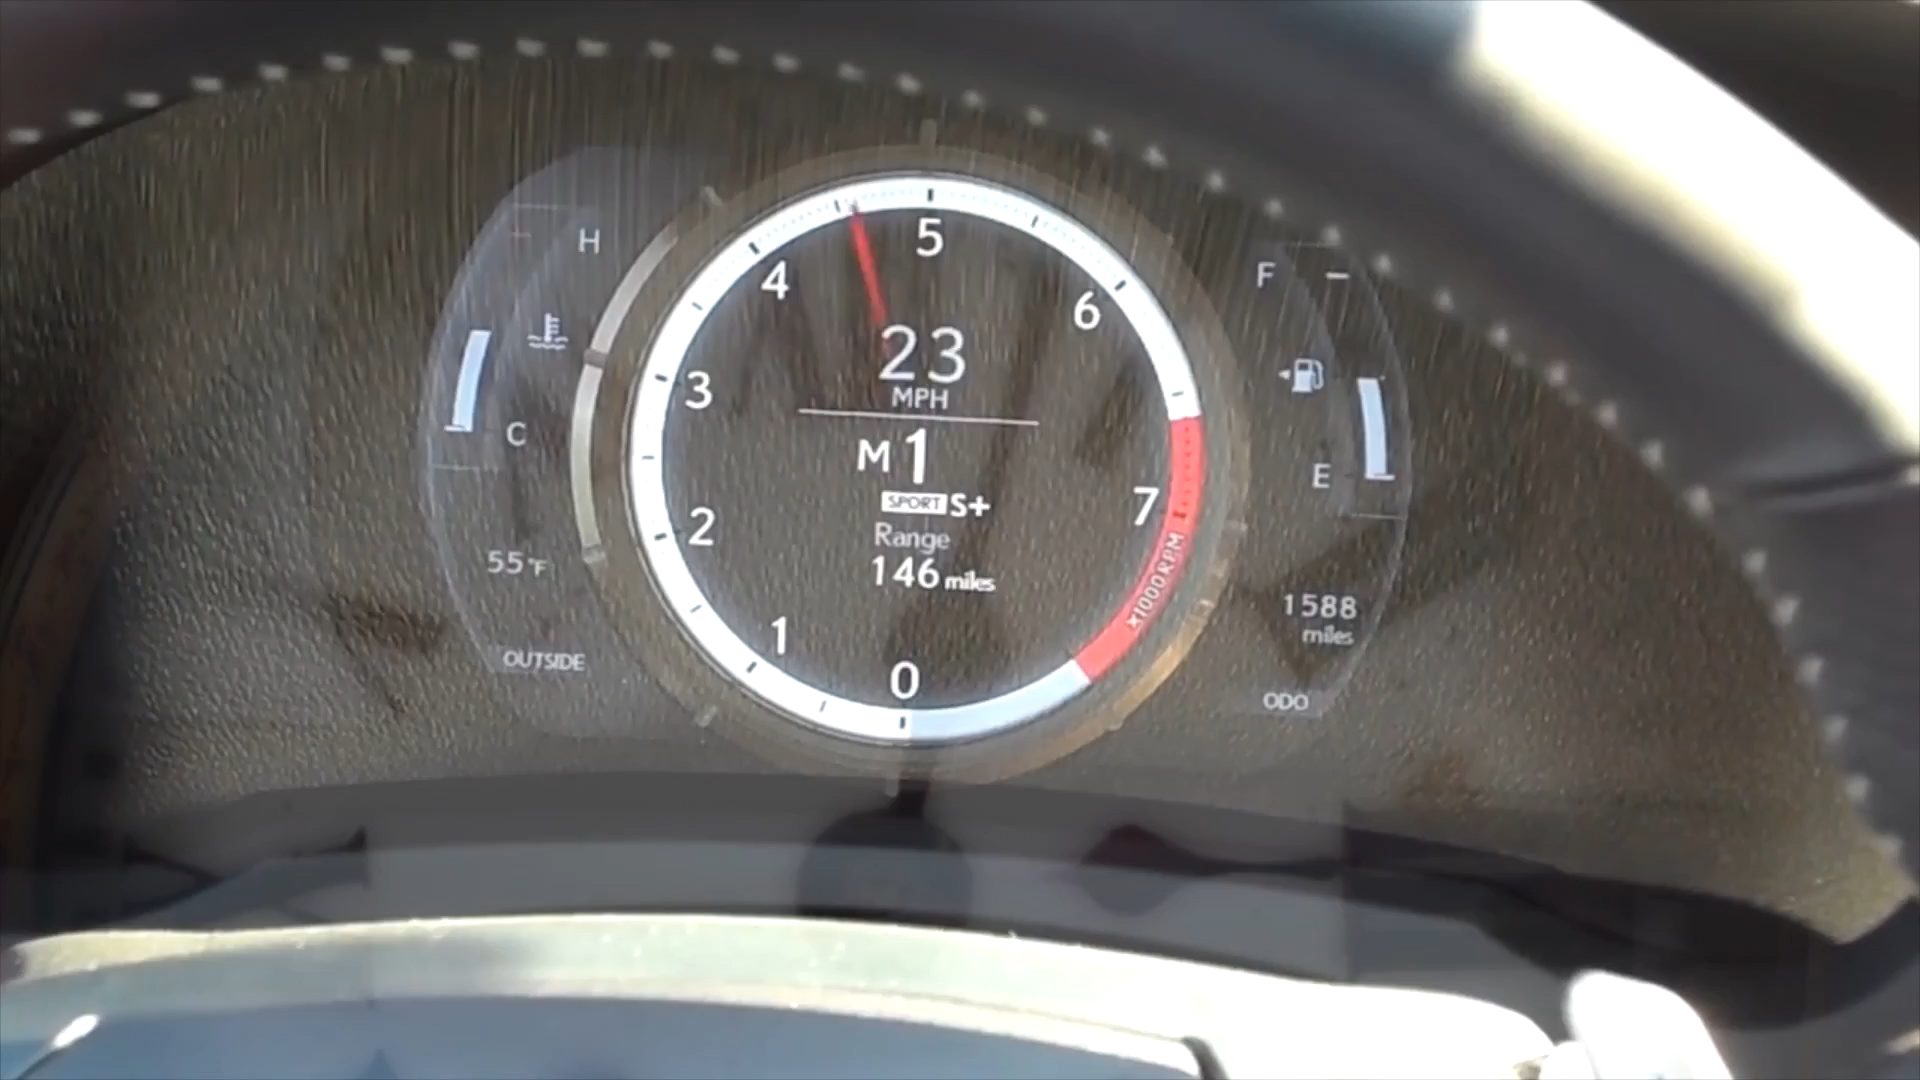 H
C
55°F
OUTSIDE
0
1
2
3
4
5
6
7
x1000RPM
23
MPH
M 1
SPORT S+
Range
146 miles
F
E
1588
miles
ODO